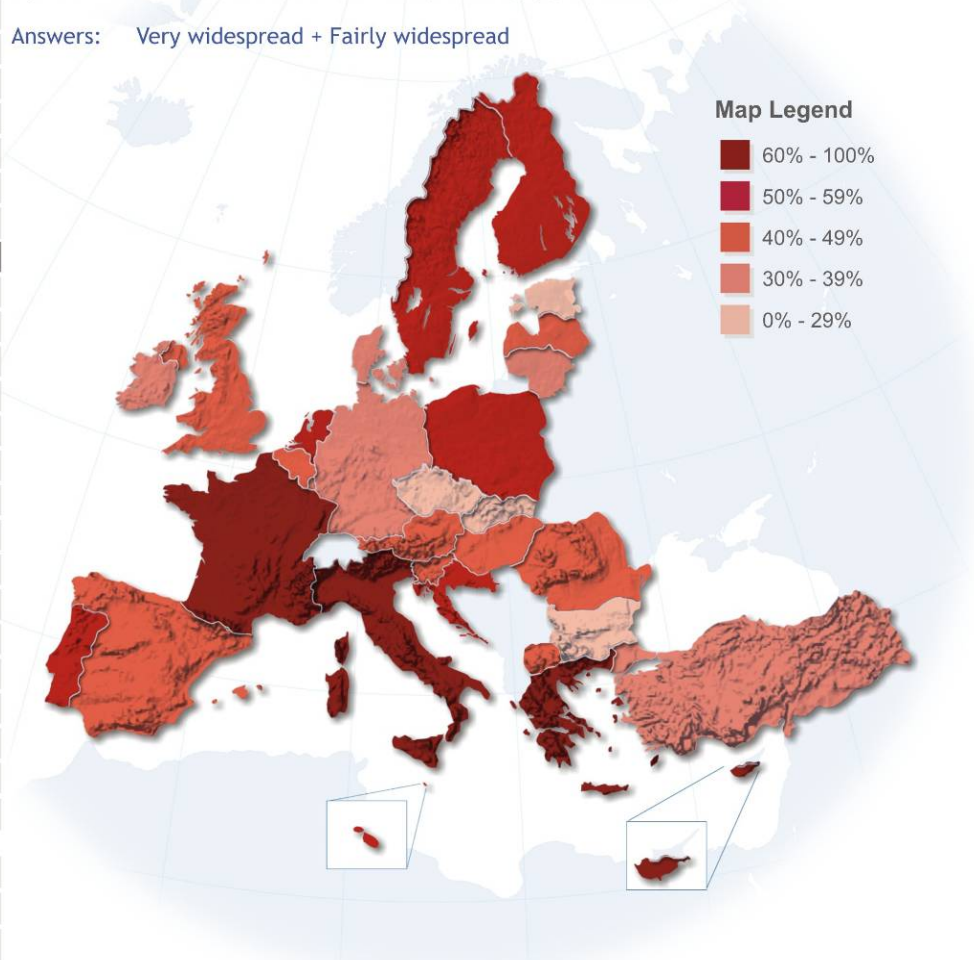 Answers: Very widespread + Fairly widespread
Map Legend
60% - 100%
50% - 59%
40% - 49%
30% - 39%
0% - 29%